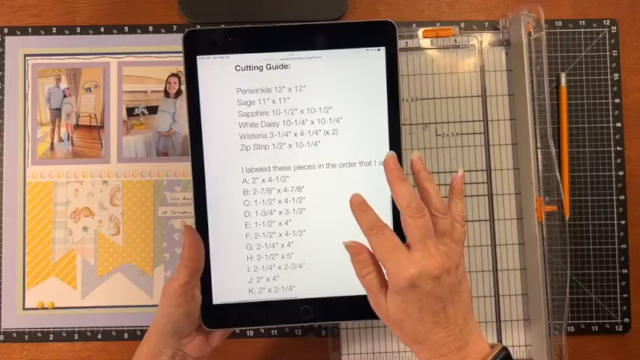 Cutting Guide:
Periwinkle 12" x 12"
Sage 11" x 11"
Sapphire 10-1/2" x 10-1/2"
White Daisy 10-1/4" x 10-1/4"
Wisteria 3-1/4" x 4-1/4" (x 2)
Zip Strip 1/2" x 10-1/4"
I labeled these pieces in the order that I
A: 2" x 4-1/2"
B: 2-7/8" x 4-7/8"
C: 1-1/2" x 4-1/2"
D: 1-3/4" x 3-1/2"
E: 1-1/2" x 4"
F: 2-1/2" x 4-1/2"
G: 2-1/4" x 4"
H: 2-1/2" x 5"
I: 2-1/4" x 2-3/4"
J: 2" x 4"
K: 2" x 2-1/4"